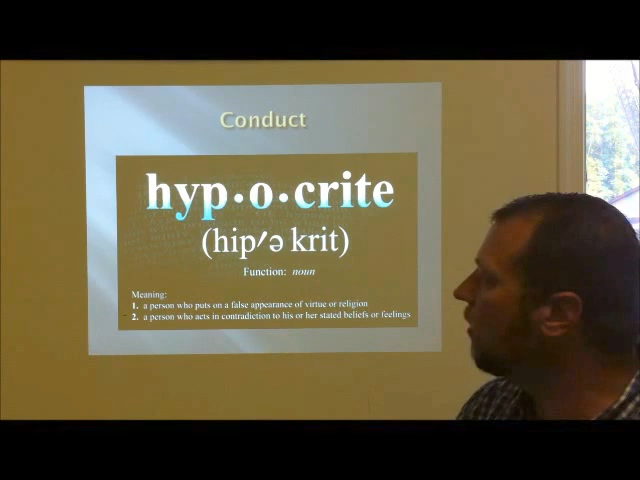 Conduct
hyp·o·crite
(hip′ə krit)
Function: noun
Meaning:
1. a person who puts on a false appearance of virtue or religion
2. a person who acts in contradiction to his or her stated beliefs or feelings